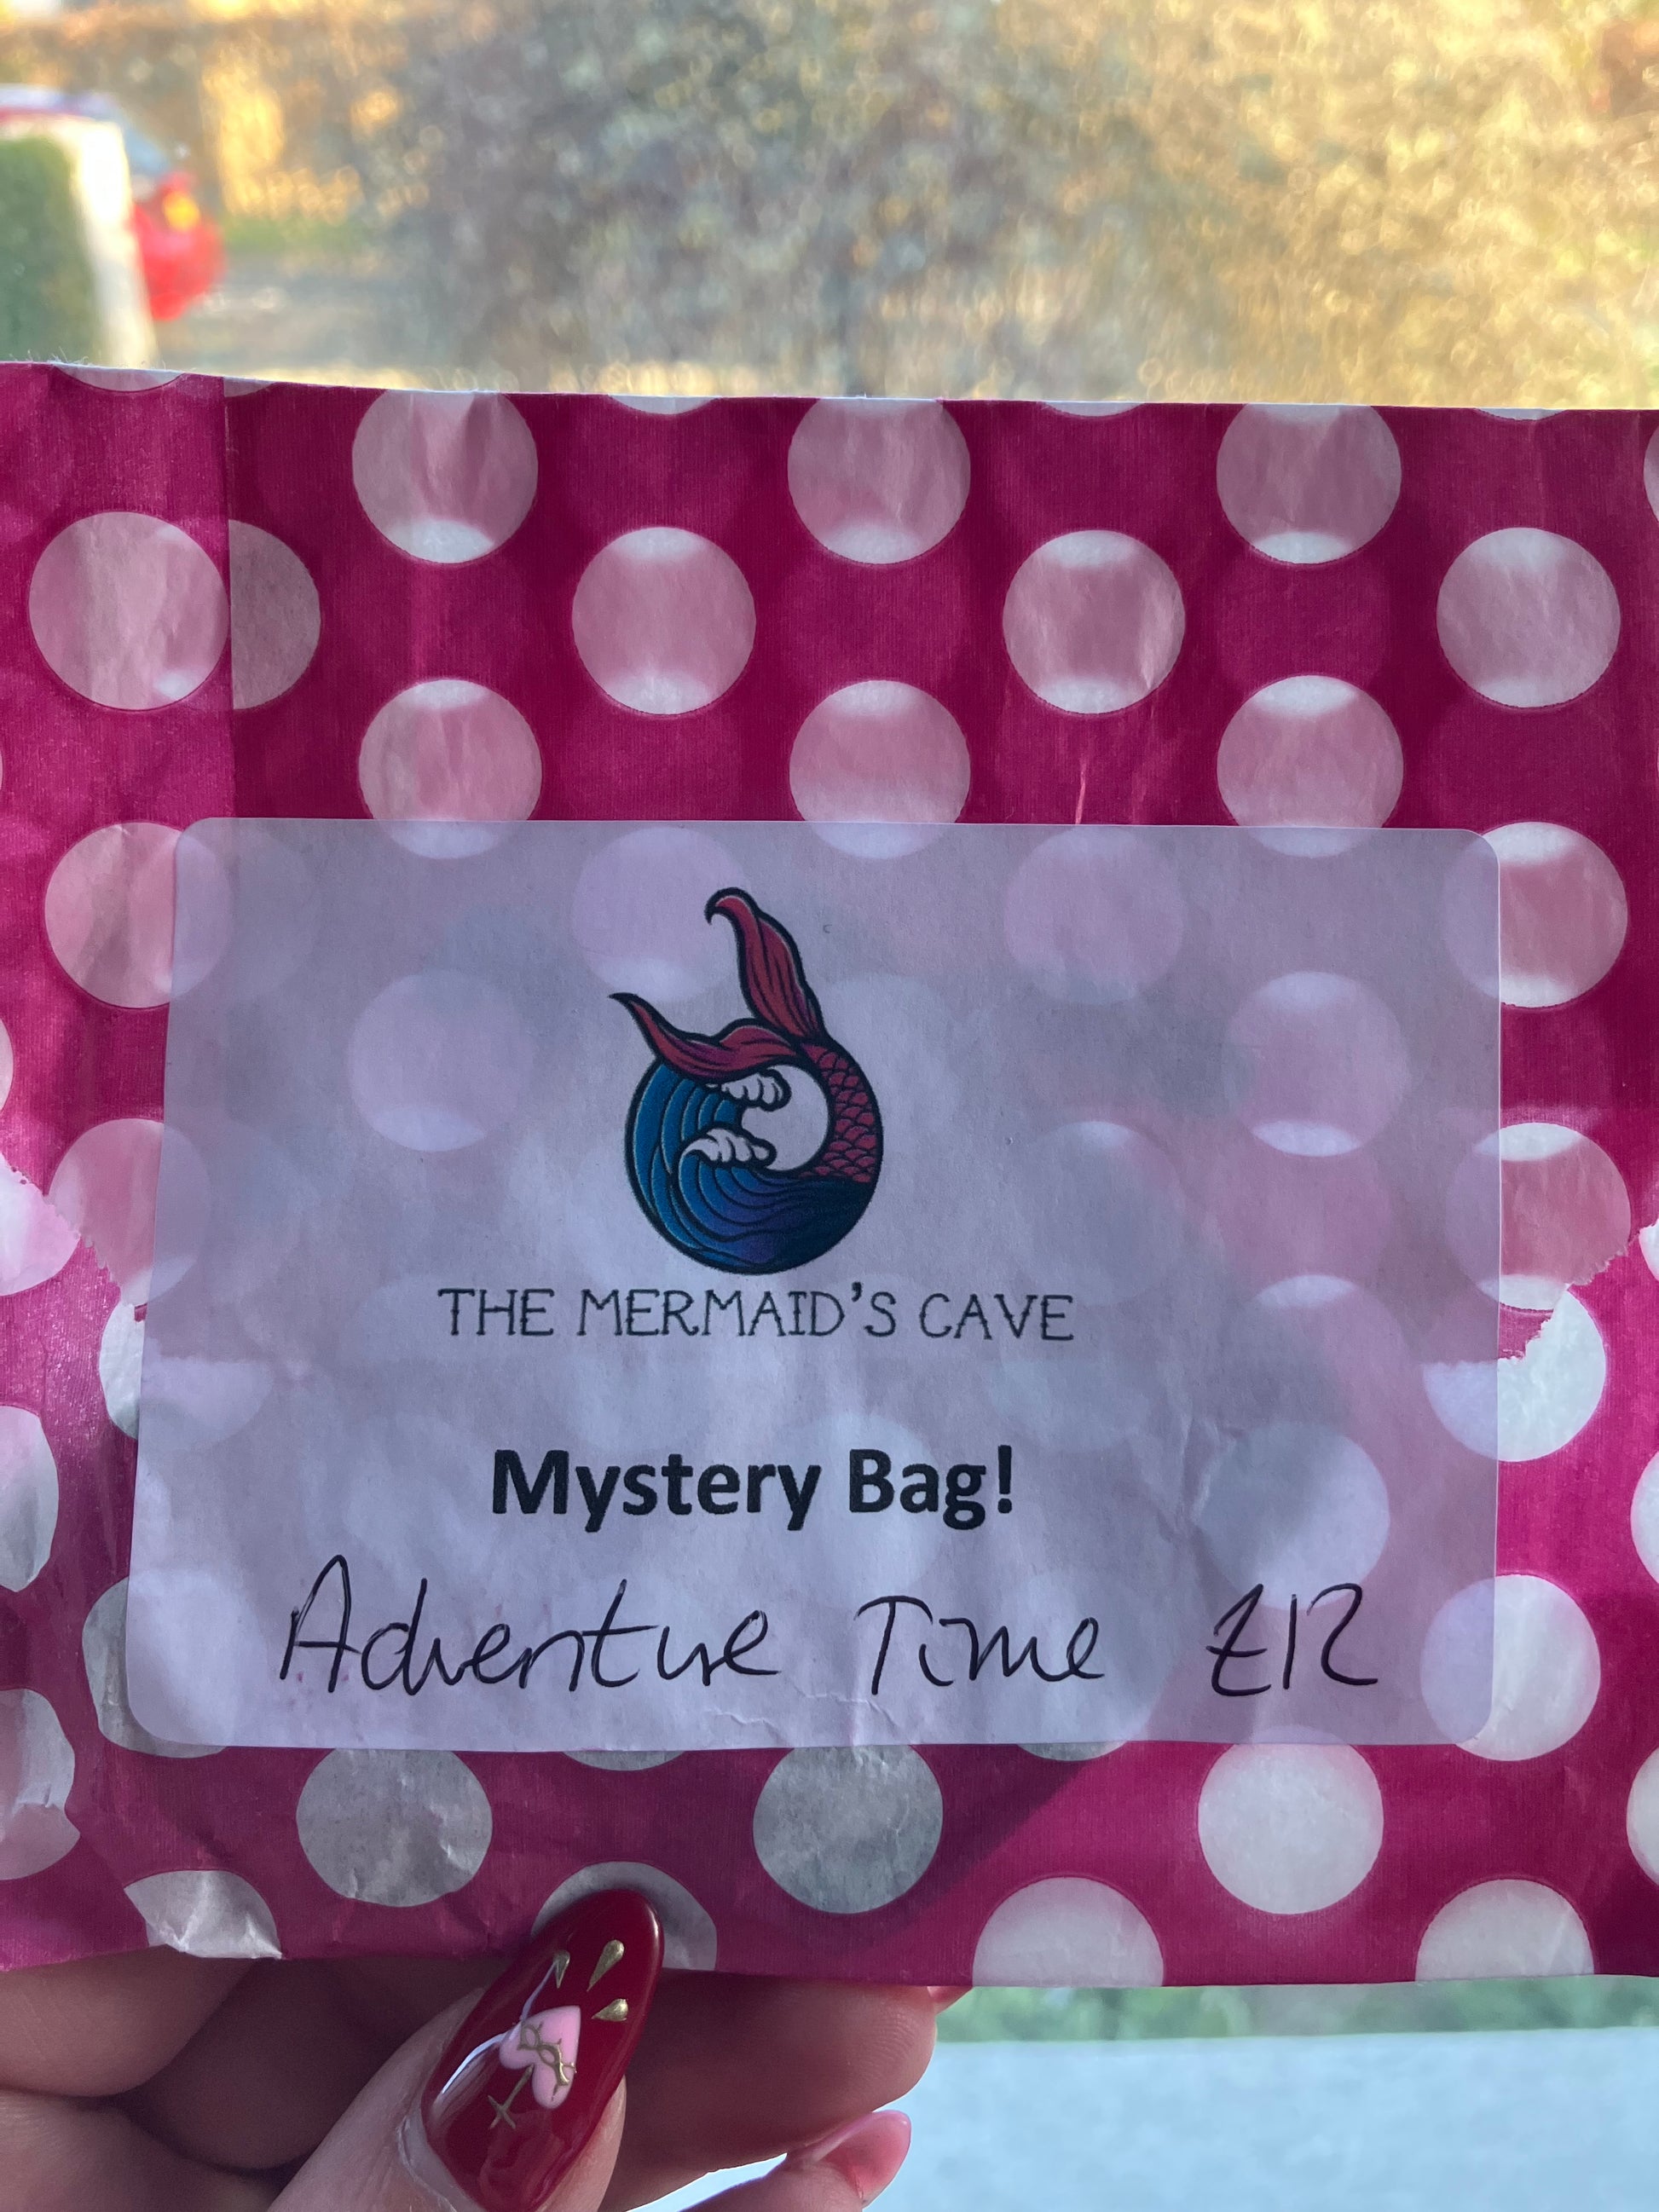 THE MERMAID'S CAVE
Mystery Bag!
Adventure Time £12